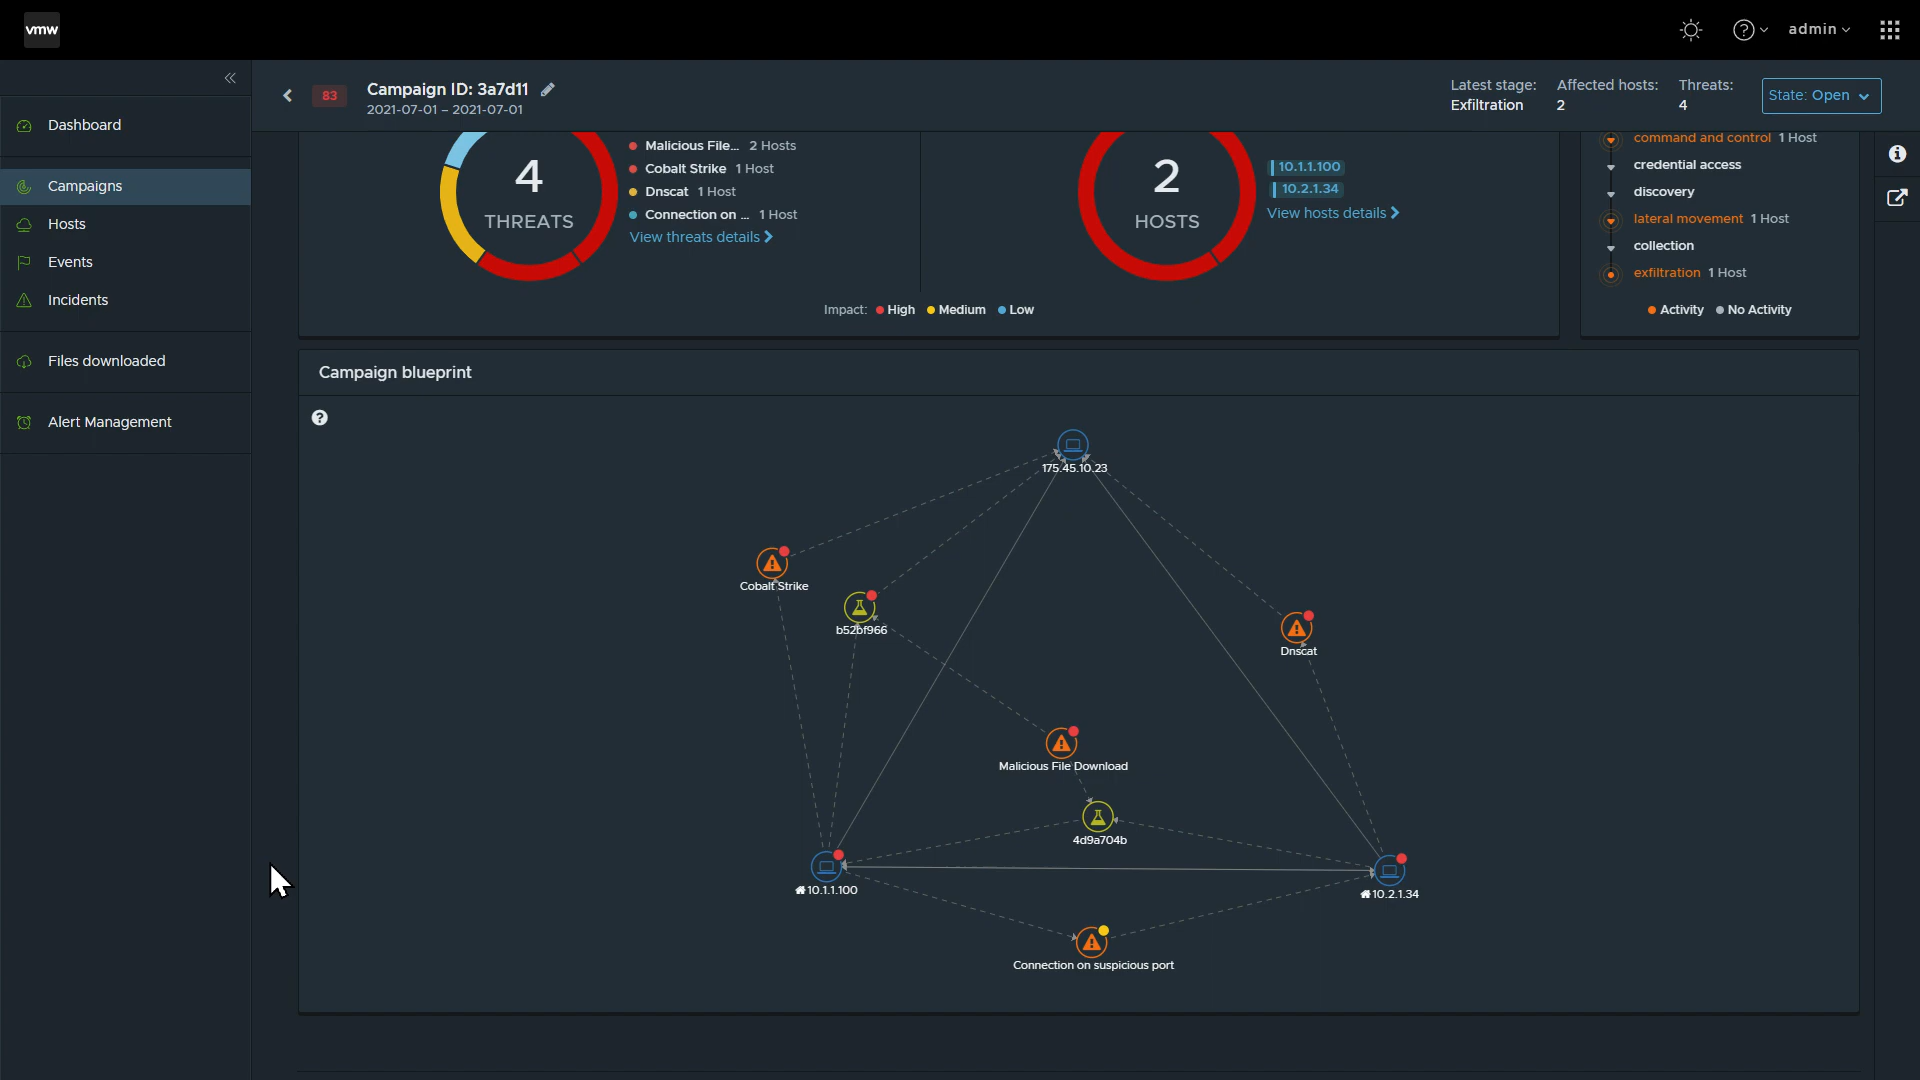 vmw
admin
83
Campaign ID: 3a7d11
2021-07-01 – 2021-07-01
Latest stage:
Exfiltration
Affected hosts:
2
Threats:
4
State: Open
Dashboard
Campaigns
Hosts
Events
Incidents
Files downloaded
Alert Management
4
THREATS
Malicious File... 2 Hosts
Cobalt Strike 1 Host
Dnscat 1 Host
Connection on ... 1 Host
View threats details
2
HOSTS
10.1.1.100
10.2.1.34
View hosts details
Impact: High Medium Low
command and control 1 Host
credential access
discovery
lateral movement 1 Host
collection
exfiltration 1 Host
Activity No Activity
Campaign blueprint
?
175.45.10.23
Cobalt Strike
b52bf966
Dnscat
Malicious File Download
4d9a704b
10.1.1.100
10.2.1.34
Connection on suspicious port